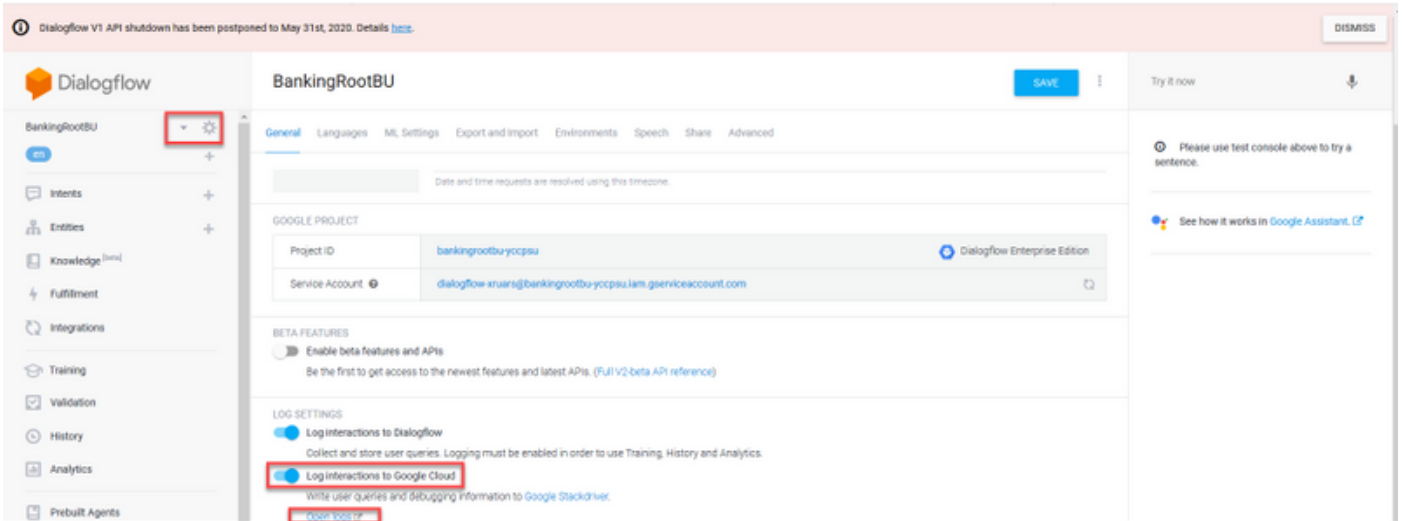 Dialogflow V1 API shutdown has been postponed to May 31st, 2020. Details here.
DISMISS
Dialogflow
BankingRootBU
SAVE
Try it now
BankingRootBU
en
General Languages ML Settings Export and Import Environments Speech Share Advanced
Please use test console above to try a
sentence.
Date and time requests are resolved using this timezone.
Intents
Entities
Knowledge [beta]
Fulfillment
Integrations
Training
Validation
History
Analytics
Prebuilt Agents
GOOGLE PROJECT
Project ID bankingrootbu-yccpsu Dialogflow Enterprise Edition
Service Account dialogflow-xruars@bankingrootbu-yccpsu.iam.gserviceaccount.com
BETA FEATURES
Enable beta features and APIs
Be the first to get access to the newest features and latest APIs. (Full V2-beta API reference)
LOG SETTINGS
Log interactions to Dialogflow
Collect and store user queries. Logging must be enabled in order to use Training, History and Analytics.
Log interactions to Google Cloud
Write user queries and debugging information to Google Stackdriver.
Open logs
See how it works in Google Assistant.